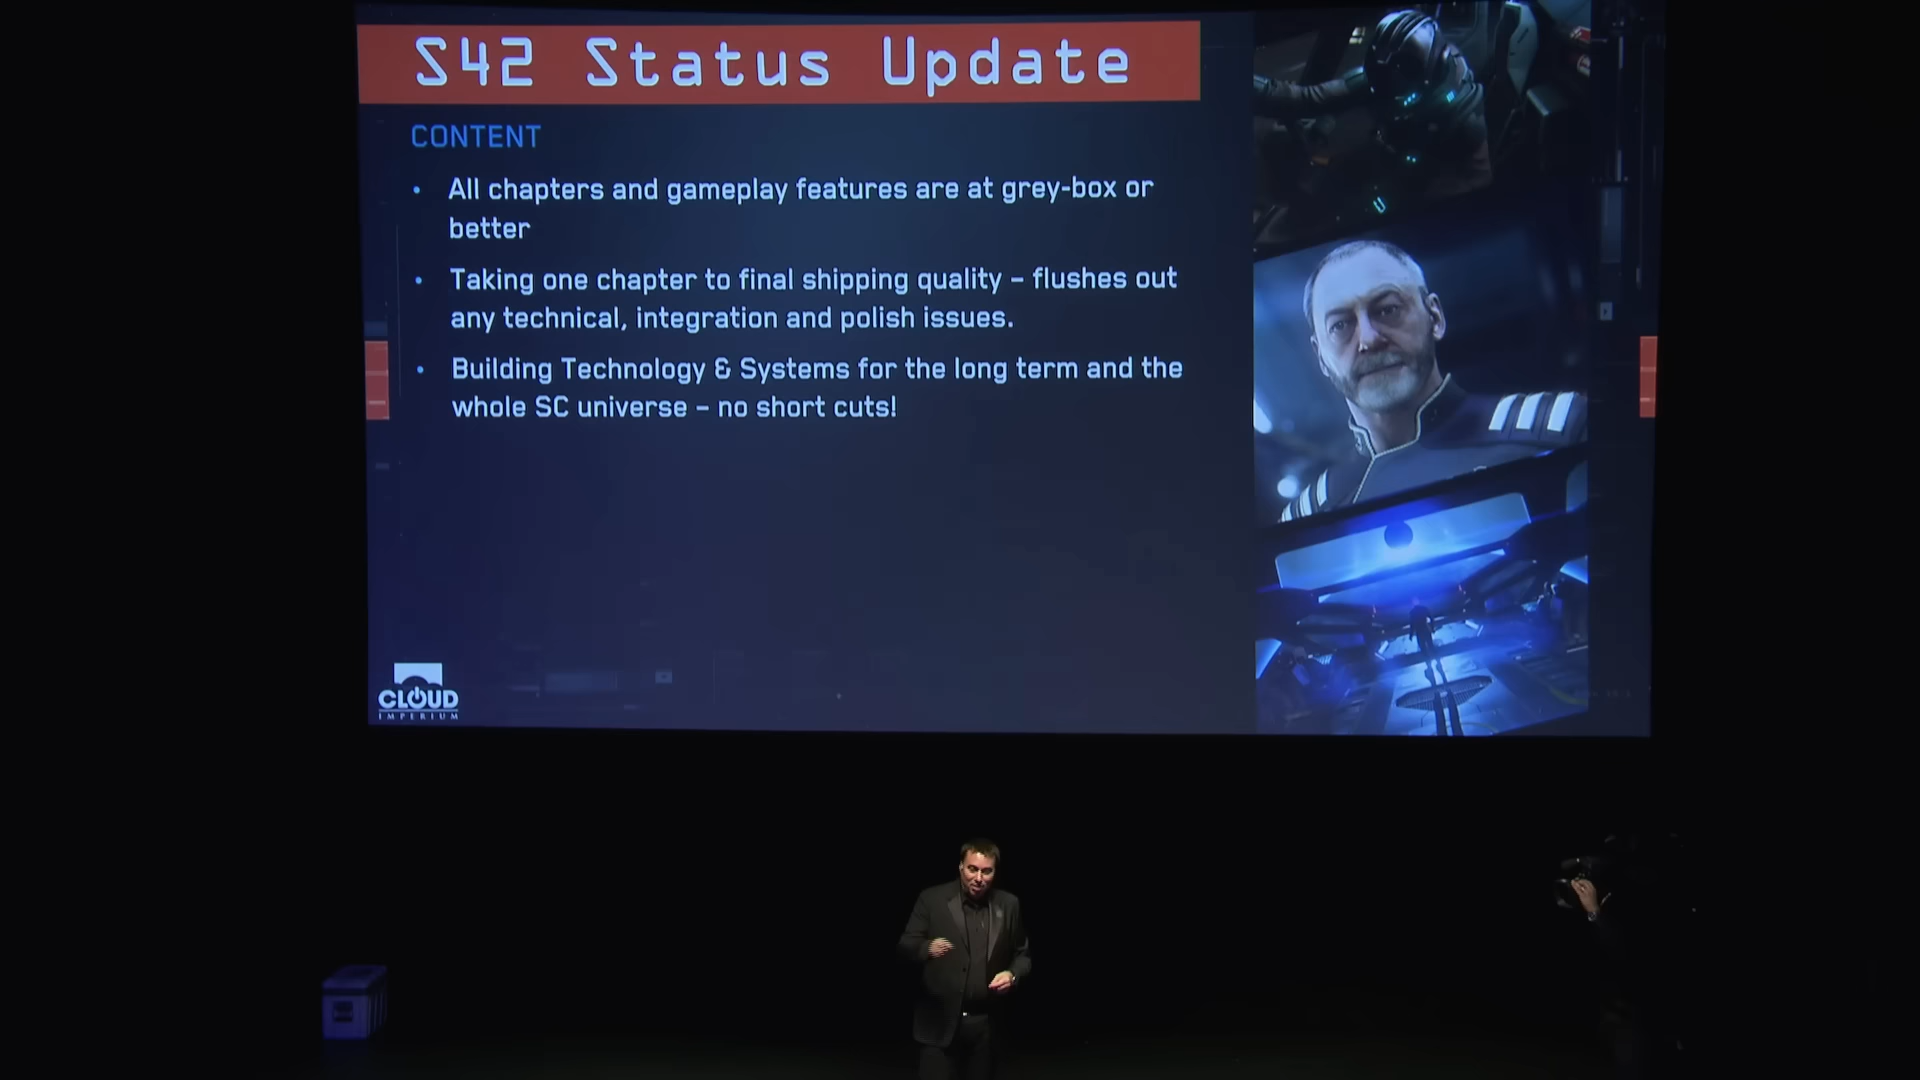 S42 Status Update
CONTENT
• All chapters and gameplay features are at grey-box or
better
• Taking one chapter to final shipping quality – flushes out
any technical, integration and polish issues.
• Building Technology & Systems for the long term and the
whole SC universe – no short cuts!
CLOUD
IMPERIUM